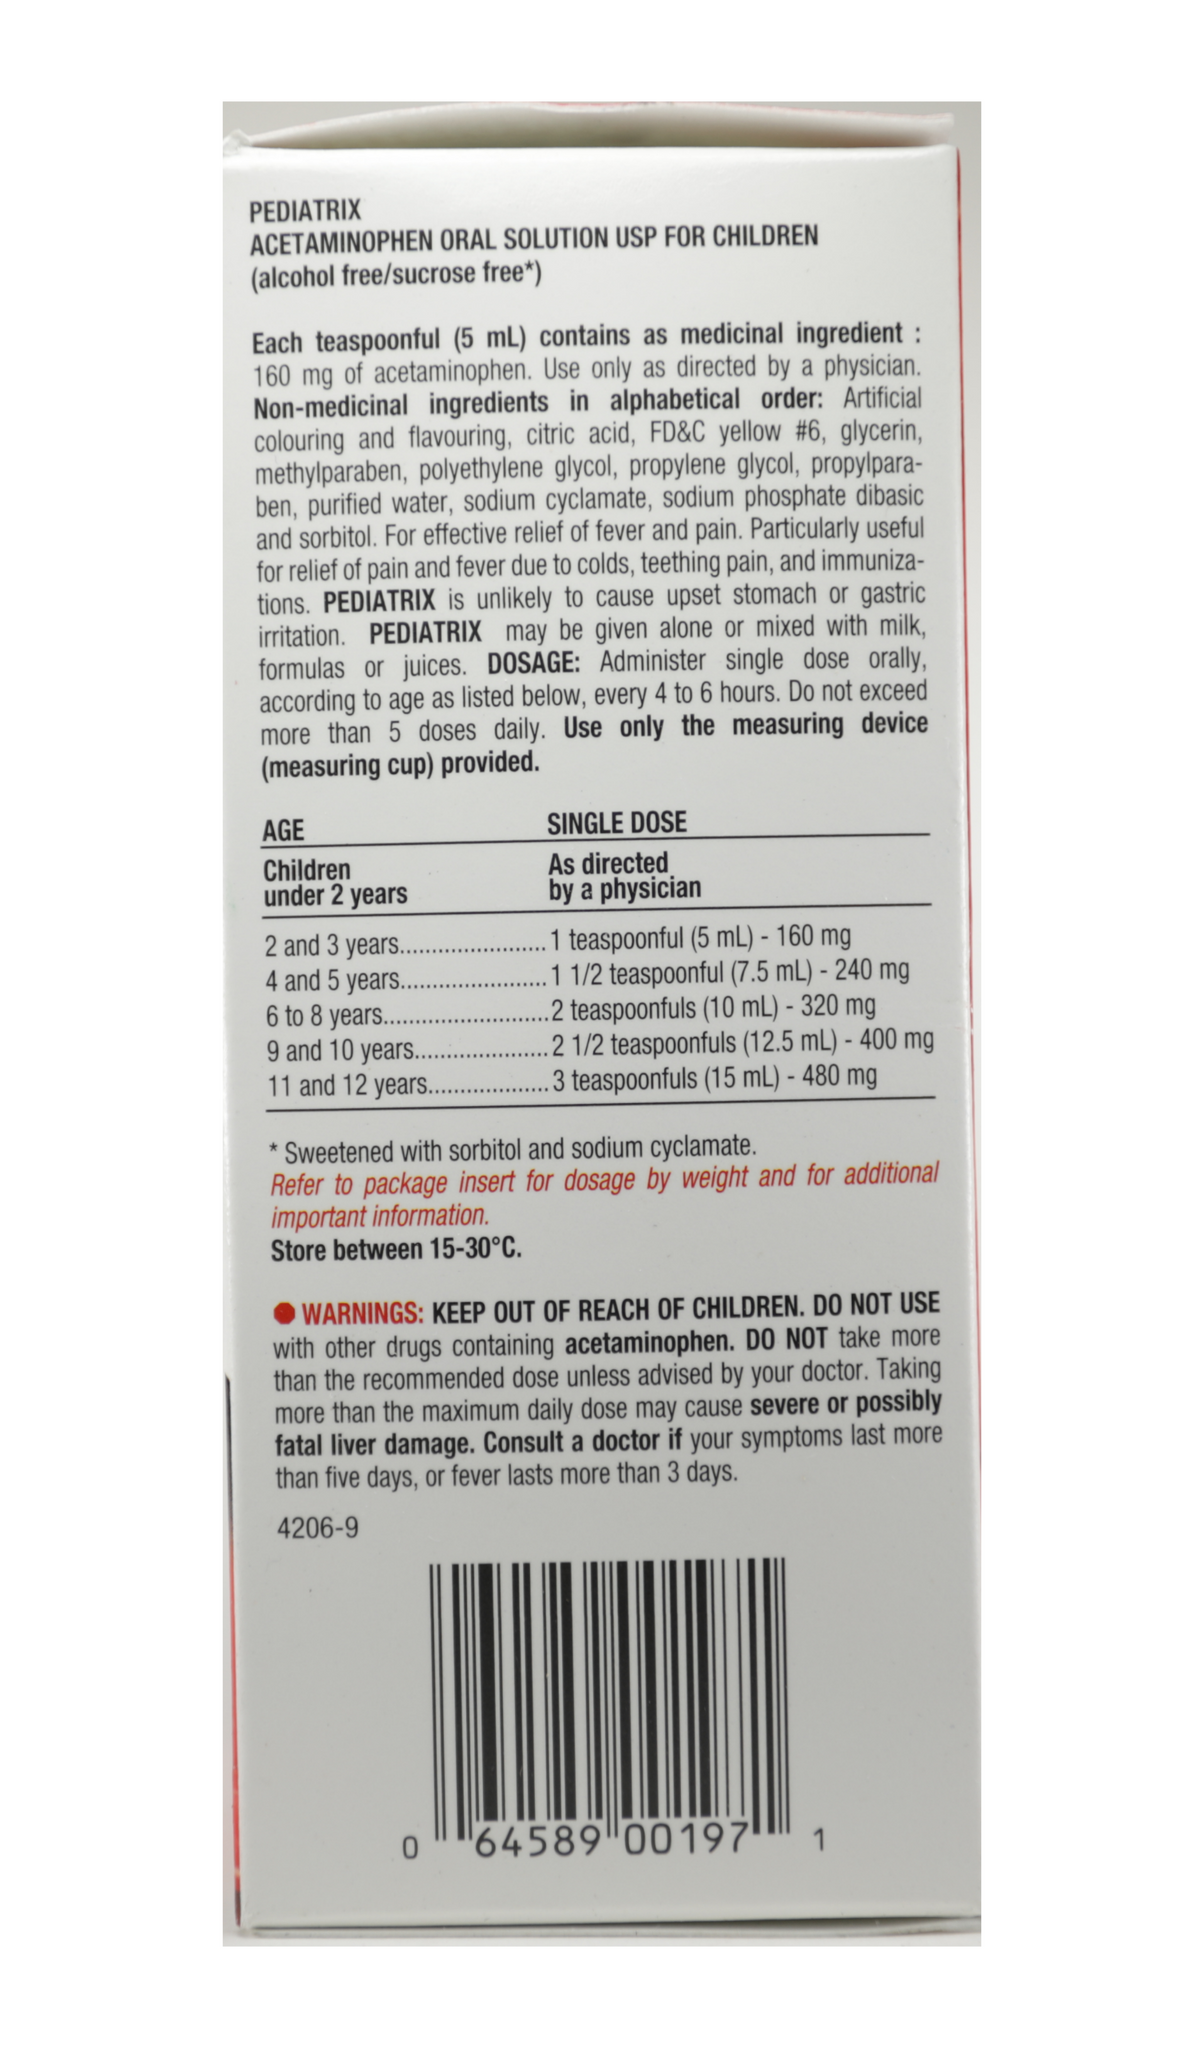 PEDIATRIX
ACETAMINOPHEN ORAL SOLUTION USP FOR CHILDREN
(alcohol free/sucrose free*)
Each teaspoonful (5 mL) contains as medicinal ingredient :
160 mg of acetaminophen. Use only as directed by a physician.
Non-medicinal ingredients in alphabetical order: Artificial
colouring and flavouring, citric acid, FD&C yellow #6, glycerin,
methylparaben, polyethylene glycol, propylene glycol, propylpara-
ben, purified water, sodium cyclamate, sodium phosphate dibasic
and sorbitol. For effective relief of fever and pain. Particularly useful
for relief of pain and fever due to colds, teething pain, and immuniza-
tions. PEDIATRIX is unlikely to cause upset stomach or gastric
irritation. PEDIATRIX may be given alone or mixed with milk,
formulas or juices. DOSAGE: Administer single dose orally,
according to age as listed below, every 4 to 6 hours. Do not exceed
more than 5 doses daily. Use only the measuring device
(measuring cup) provided.
AGE SINGLE DOSE
Children As directed
under 2 years by a physician
2 and 3 years....................... 1 teaspoonful (5 mL) - 160 mg
4 and 5 years....................... 1 1/2 teaspoonful (7.5 mL) - 240 mg
6 to 8 years.......................... 2 teaspoonfuls (10 mL) - 320 mg
9 and 10 years..................... 2 1/2 teaspoonfuls (12.5 mL) - 400 mg
11 and 12 years................... 3 teaspoonfuls (15 mL) - 480 mg
* Sweetened with sorbitol and sodium cyclamate.
Refer to package insert for dosage by weight and for additional
important information.
Store between 15-30°C.
WARNINGS: KEEP OUT OF REACH OF CHILDREN. DO NOT USE
with other drugs containing acetaminophen. DO NOT take more
than the recommended dose unless advised by your doctor. Taking
more than the maximum daily dose may cause severe or possibly
fatal liver damage. Consult a doctor if your symptoms last more
than five days, or fever lasts more than 3 days.
4206-9
0 64589 00197 1